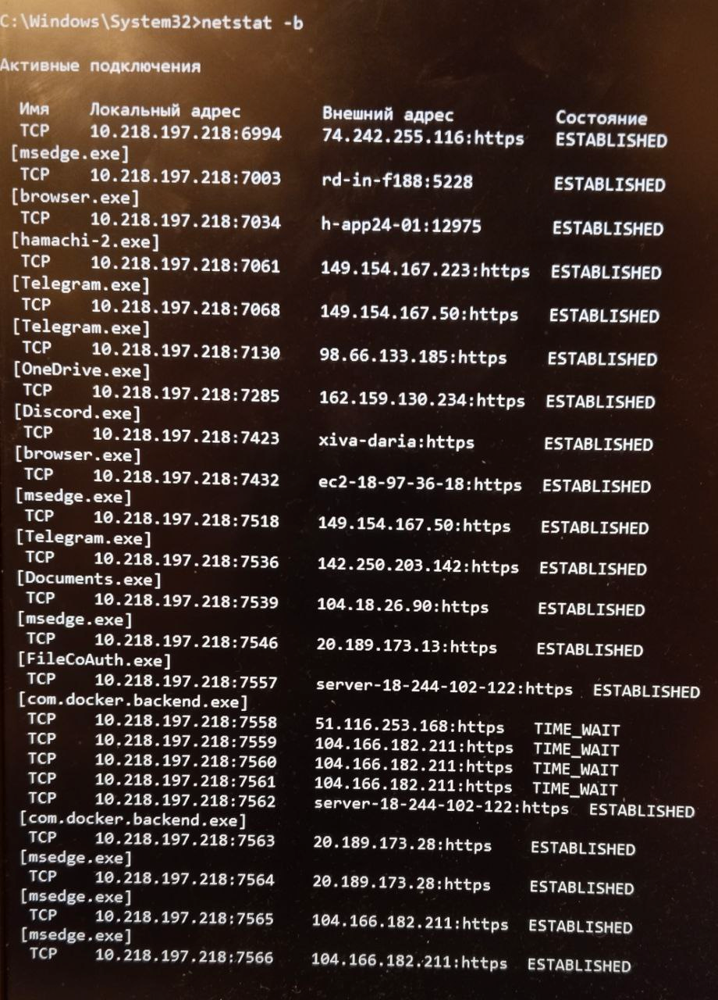 C:\Windows\System32>netstat -b
Активные подключения
Имя Локальный адрес Внешний адрес Состояние
TCP 10.218.197.218:6994 74.242.255.116:https ESTABLISHED
[msedge.exe]
TCP 10.218.197.218:7003 rd-in-f188:5228 ESTABLISHED
[browser.exe]
TCP 10.218.197.218:7034 h-app24-01:12975 ESTABLISHED
[hamachi-2.exe]
TCP 10.218.197.218:7061 149.154.167.223:https ESTABLISHED
[Telegram.exe]
TCP 10.218.197.218:7068 149.154.167.50:https ESTABLISHED
[Telegram.exe]
TCP 10.218.197.218:7130 98.66.133.185:https ESTABLISHED
[OneDrive.exe]
TCP 10.218.197.218:7285 162.159.130.234:https ESTABLISHED
[Discord.exe]
TCP 10.218.197.218:7423 xiva-daria:https ESTABLISHED
[browser.exe]
TCP 10.218.197.218:7432 ec2-18-97-36-18:https ESTABLISHED
[msedge.exe]
TCP 10.218.197.218:7518 149.154.167.50:https ESTABLISHED
[Telegram.exe]
TCP 10.218.197.218:7536 142.250.203.142:https ESTABLISHED
[Documents.exe]
TCP 10.218.197.218:7539 104.18.26.90:https ESTABLISHED
[msedge.exe]
TCP 10.218.197.218:7546 20.189.173.13:https ESTABLISHED
[FileCoAuth.exe]
TCP 10.218.197.218:7557 server-18-244-102-122:https ESTABLISHED
[com.docker.backend.exe]
TCP 10.218.197.218:7558 51.116.253.168:https TIME_WAIT
TCP 10.218.197.218:7559 104.166.182.211:https TIME_WAIT
TCP 10.218.197.218:7560 104.166.182.211:https TIME_WAIT
TCP 10.218.197.218:7561 104.166.182.211:https TIME_WAIT
TCP 10.218.197.218:7562 server-18-244-102-122:https ESTABLISHED
[com.docker.backend.exe]
TCP 10.218.197.218:7563 20.189.173.28:https ESTABLISHED
[msedge.exe]
TCP 10.218.197.218:7564 20.189.173.28:https ESTABLISHED
[msedge.exe]
TCP 10.218.197.218:7565 104.166.182.211:https ESTABLISHED
[msedge.exe]
TCP 10.218.197.218:7566 104.166.182.211:https ESTABLISHED